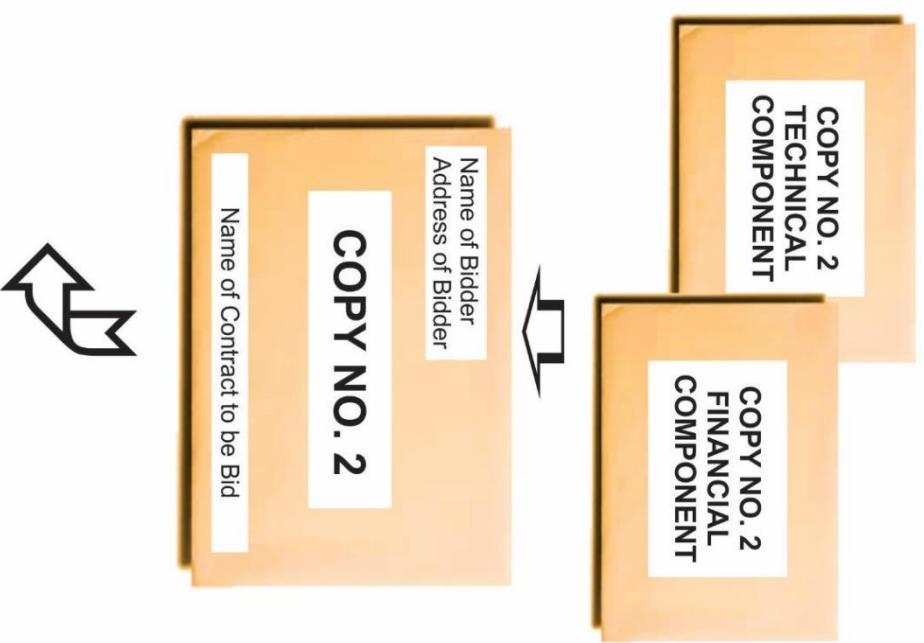 COPY NO. 2
TECHNICAL
COMPONENT
COPY NO. 2
FINANCIAL
COMPONENT
Name of Bidder
Address of Bidder
COPY NO. 2
Name of Contract to be Bid